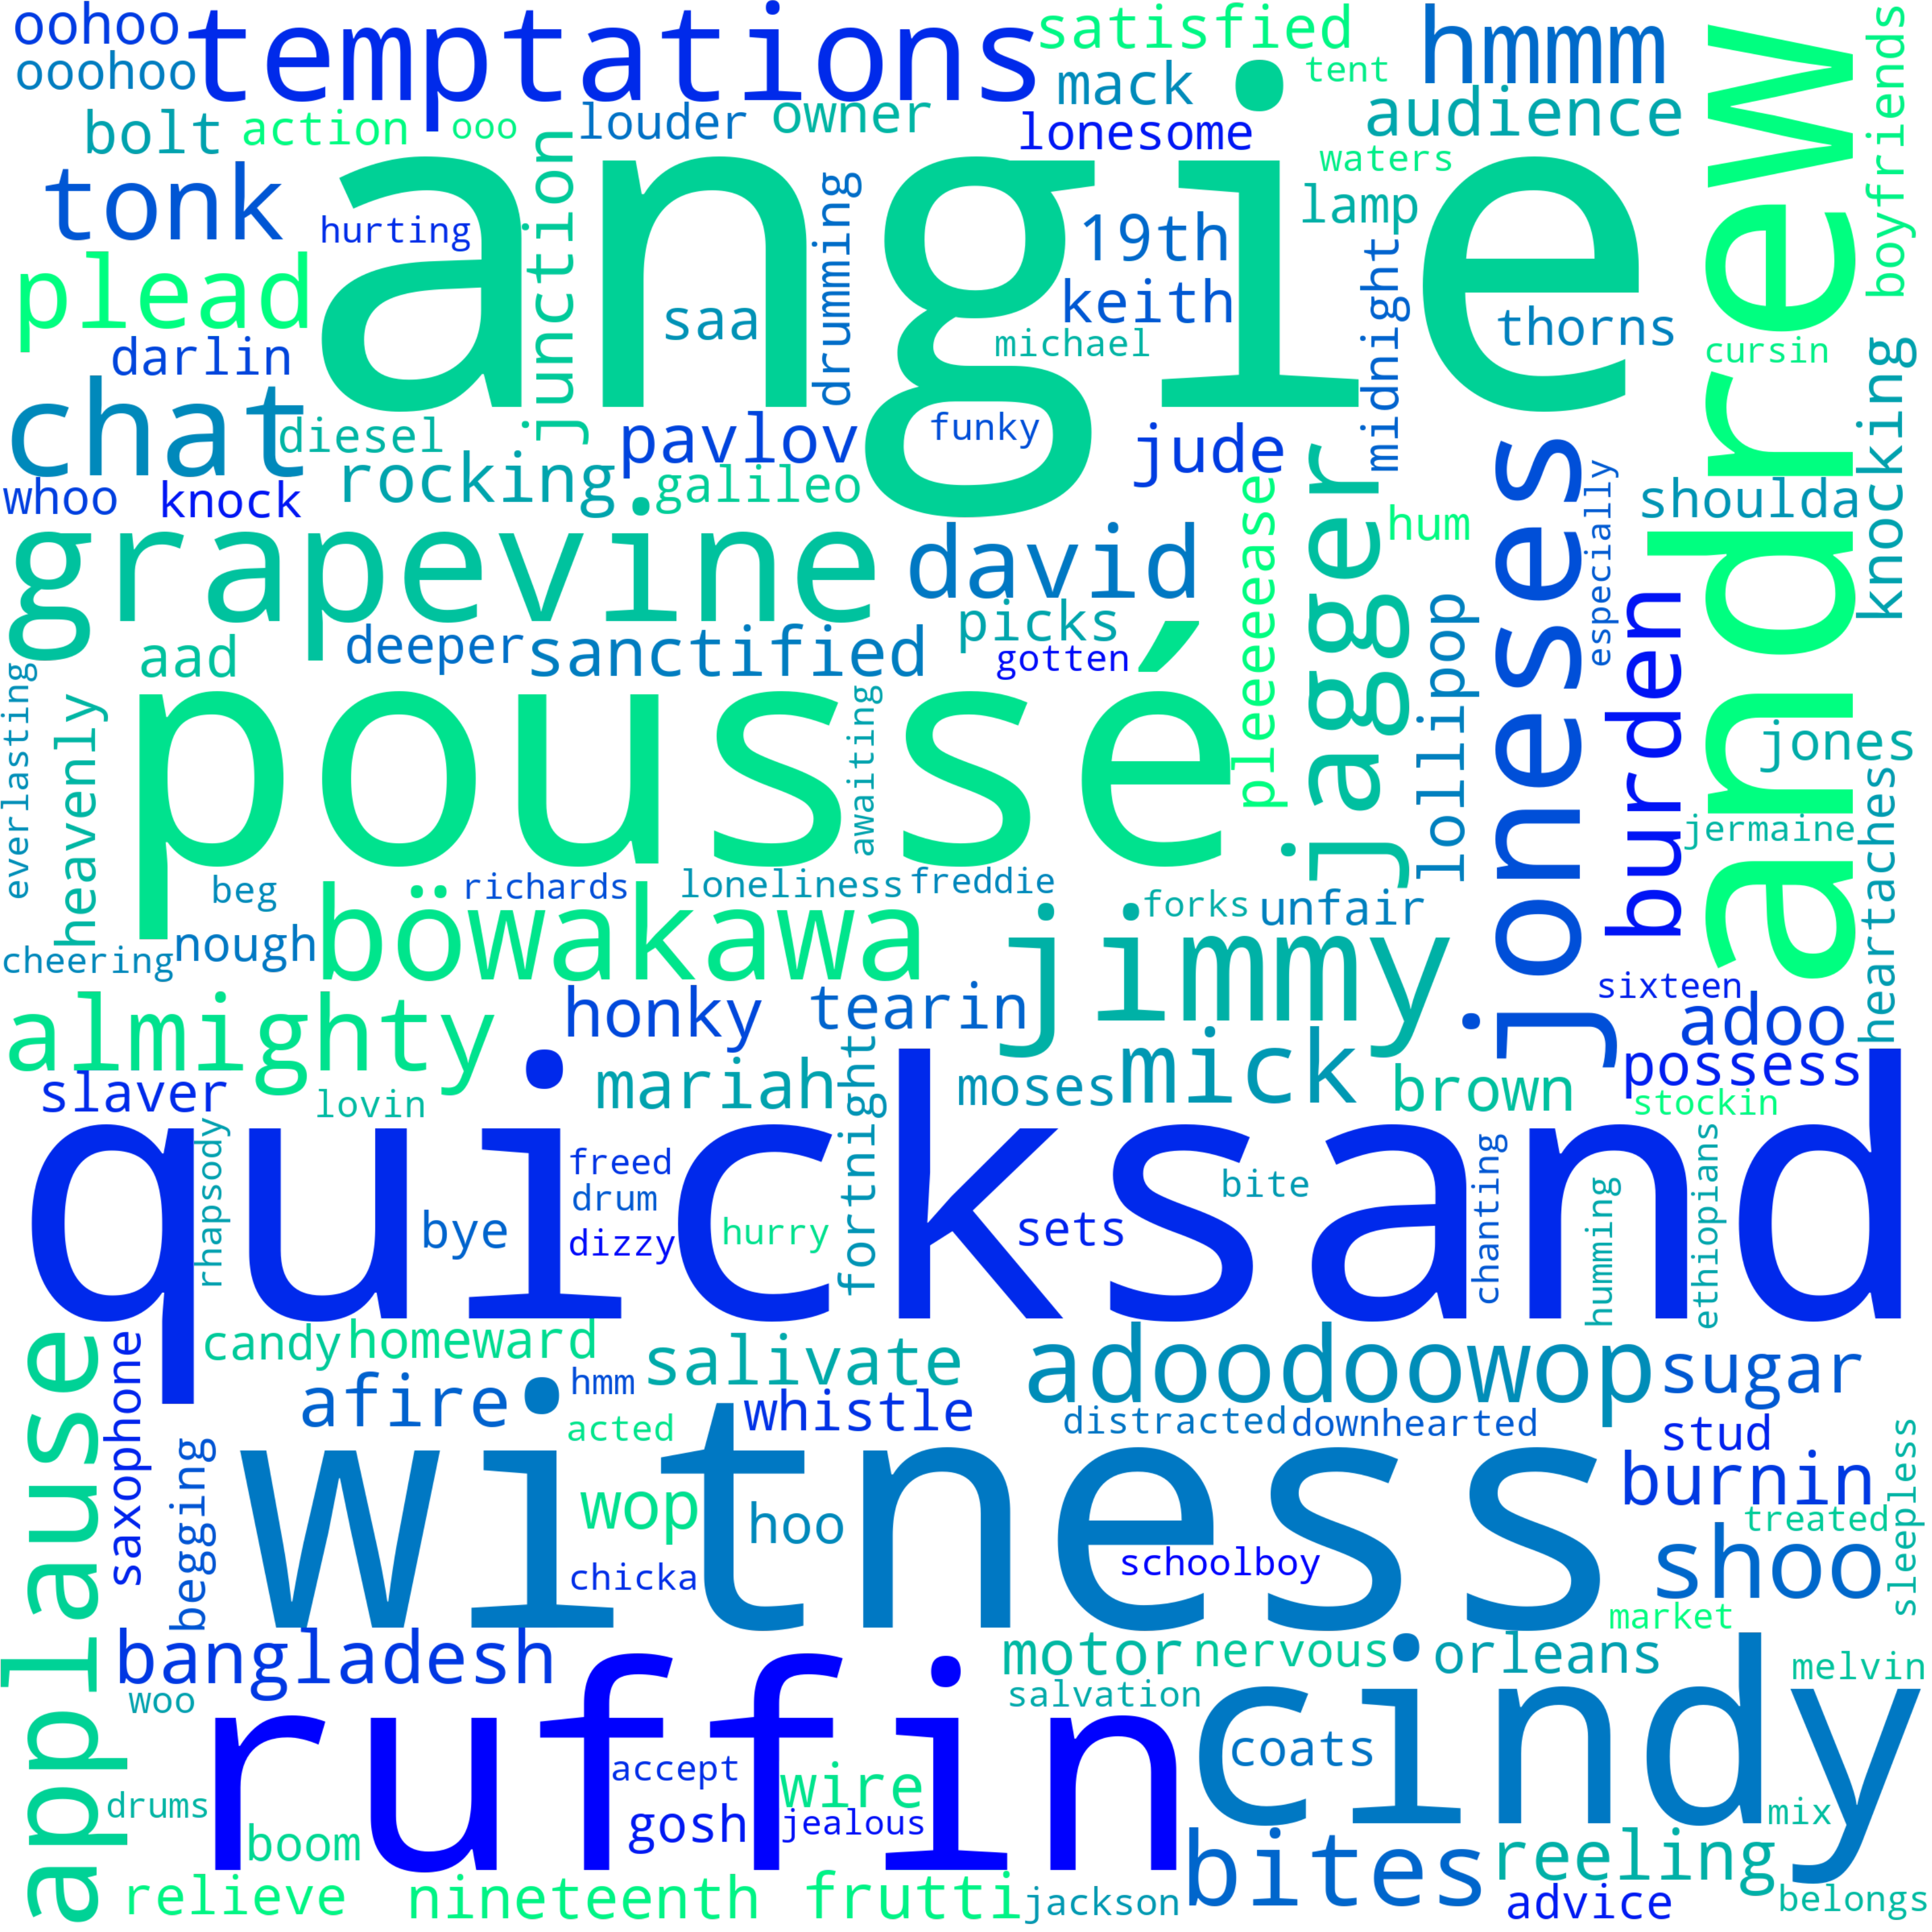 oohoo
temptations
satisfied
hmmm
andrew
boyfriends
ooohoo
mack
tent
bolt
action
ooo
louder
owner
lonesome
audience
tonk
angie
junction
drumming
waters
hurting
19th
lamp
midnight
plead
saa
keith
thorns
darlin
michael
cursin
knocking
chat
diesel
pavlov
funky
jude
jagger
joneses
especially
whoo
knock
rocking
galileo
pleeeease
hum
shoulda
grapevine
david
lollipop
burden
aad
deeper
sanctified
picks
gotten
everlasting
heavenly
poussé
awaiting
jones
jermaine
heartaches
beg
richards
loneliness
freddie
forks
unfair
cheering
nough
böwakawa
jimmy
almighty
honky
tearin
sixteen
adoo
slaver
lovin
mariah
fortnight
moses
mick
brown
possess
stockin
rhapsody
quicksand
freed
drum
dizzy
bye
hurry
sets
bite
chanting
humming
ethiopians
applause
saxophone
candy
homeward
salivate
adoodoowop
sugar
afire
hmm
whistle
acted
distracted
downhearted
stud
sleepless
begging
witness
wop
hoo
burnin
treated
chicka
schoolboy
shoo
market
bangladesh
motor
nervous
orleans
melvin
woo
ruffin
salvation
cindy
coats
accept
wire
drums
gosh
jealous
mix
boom
bites
reeling
relieve
nineteenth
frutti
jackson
advice
belongs